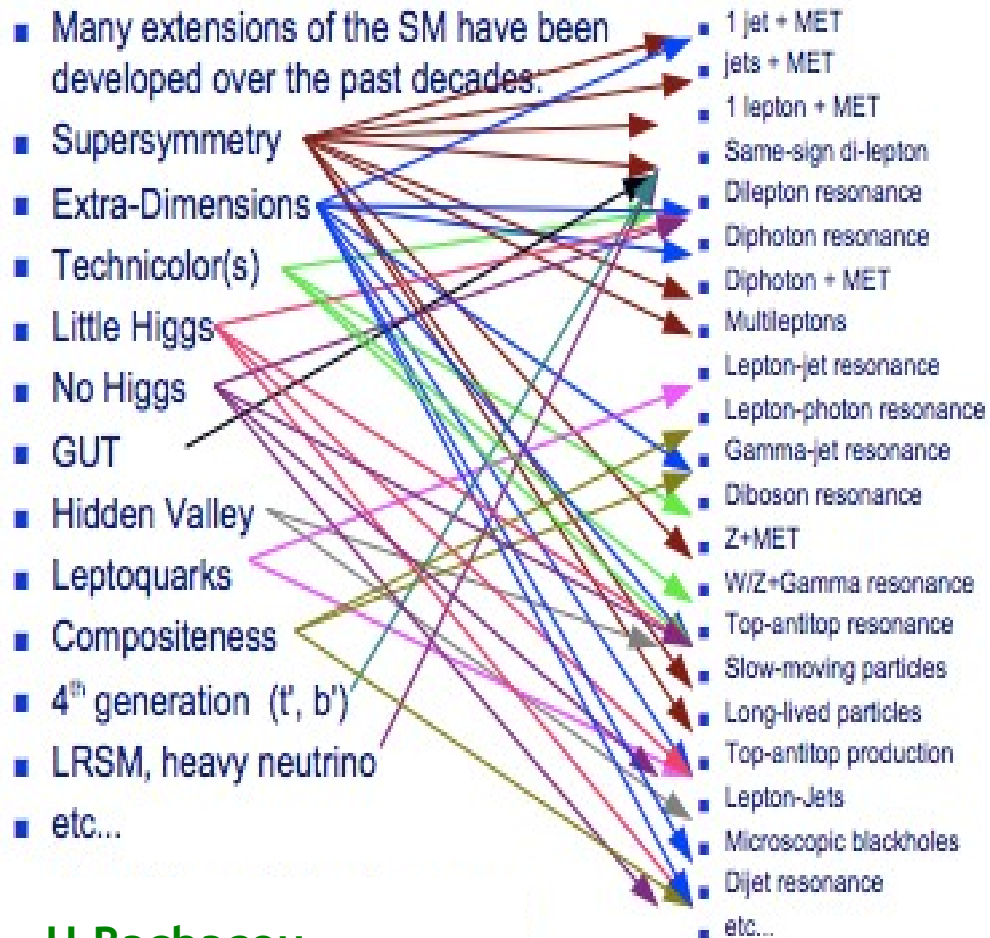 Many extensions of the SM have been
developed over the past decades.
Supersymmetry
Extra-Dimensions
Technicolor(s)
Little Higgs
No Higgs
GUT
Hidden Valley
Leptoquarks
Compositeness
4th generation (t', b')
LRSM, heavy neutrino
etc...
1 jet + MET
jets + MET
1 lepton + MET
Same-sign di-lepton
Dilepton resonance
Diphoton resonance
Diphoton + MET
Multileptons
Lepton-jet resonance
Lepton-photon resonance
Gamma-jet resonance
Diboson resonance
Z+MET
W/Z+Gamma resonance
Top-antitop resonance
Slow-moving particles
Long-lived particles
Top-antitop production
Lepton-Jets
Microscopic blackholes
Dijet resonance
etc...